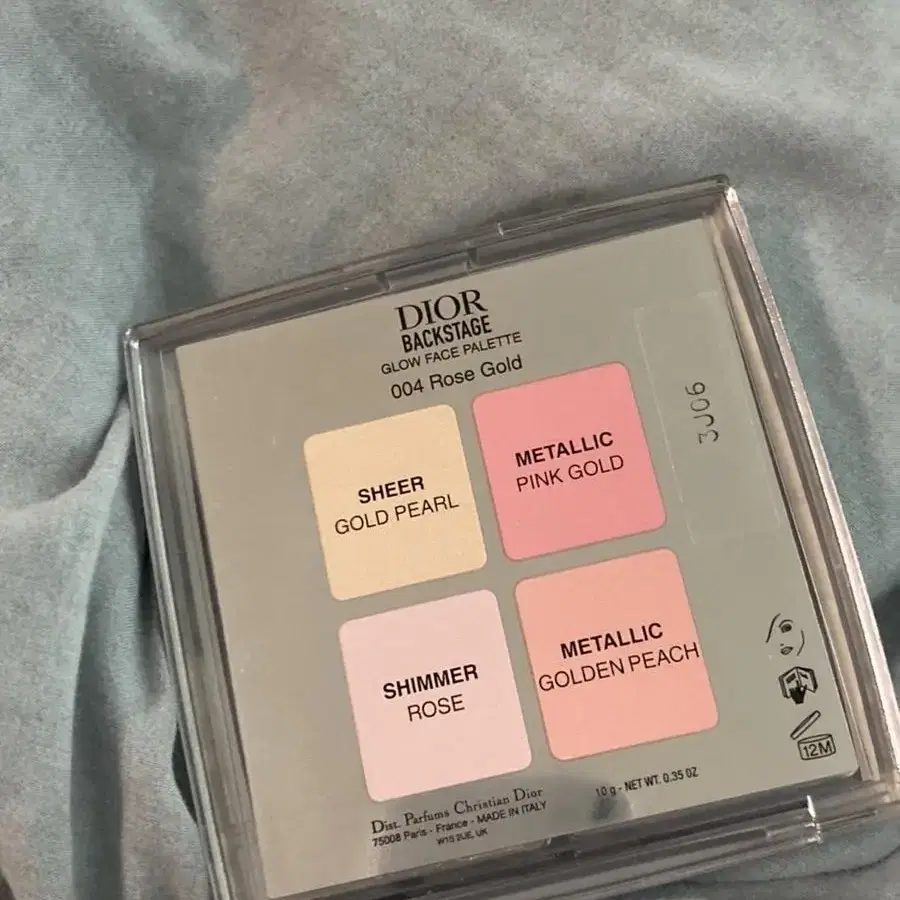 DIOR
BACKSTAGE
GLOW FACE PALETTE
004 Rose Gold
SHEER
GOLD PEARL
METALLIC
PINK GOLD
SHIMMER
ROSE
METALLIC
GOLDEN PEACH
3J06
12M
Dist. Parfums Christian Dior
75008 Paris - France - MADE IN ITALY
W1S 2UE, UK
10 g - NET WT. 0.35 OZ